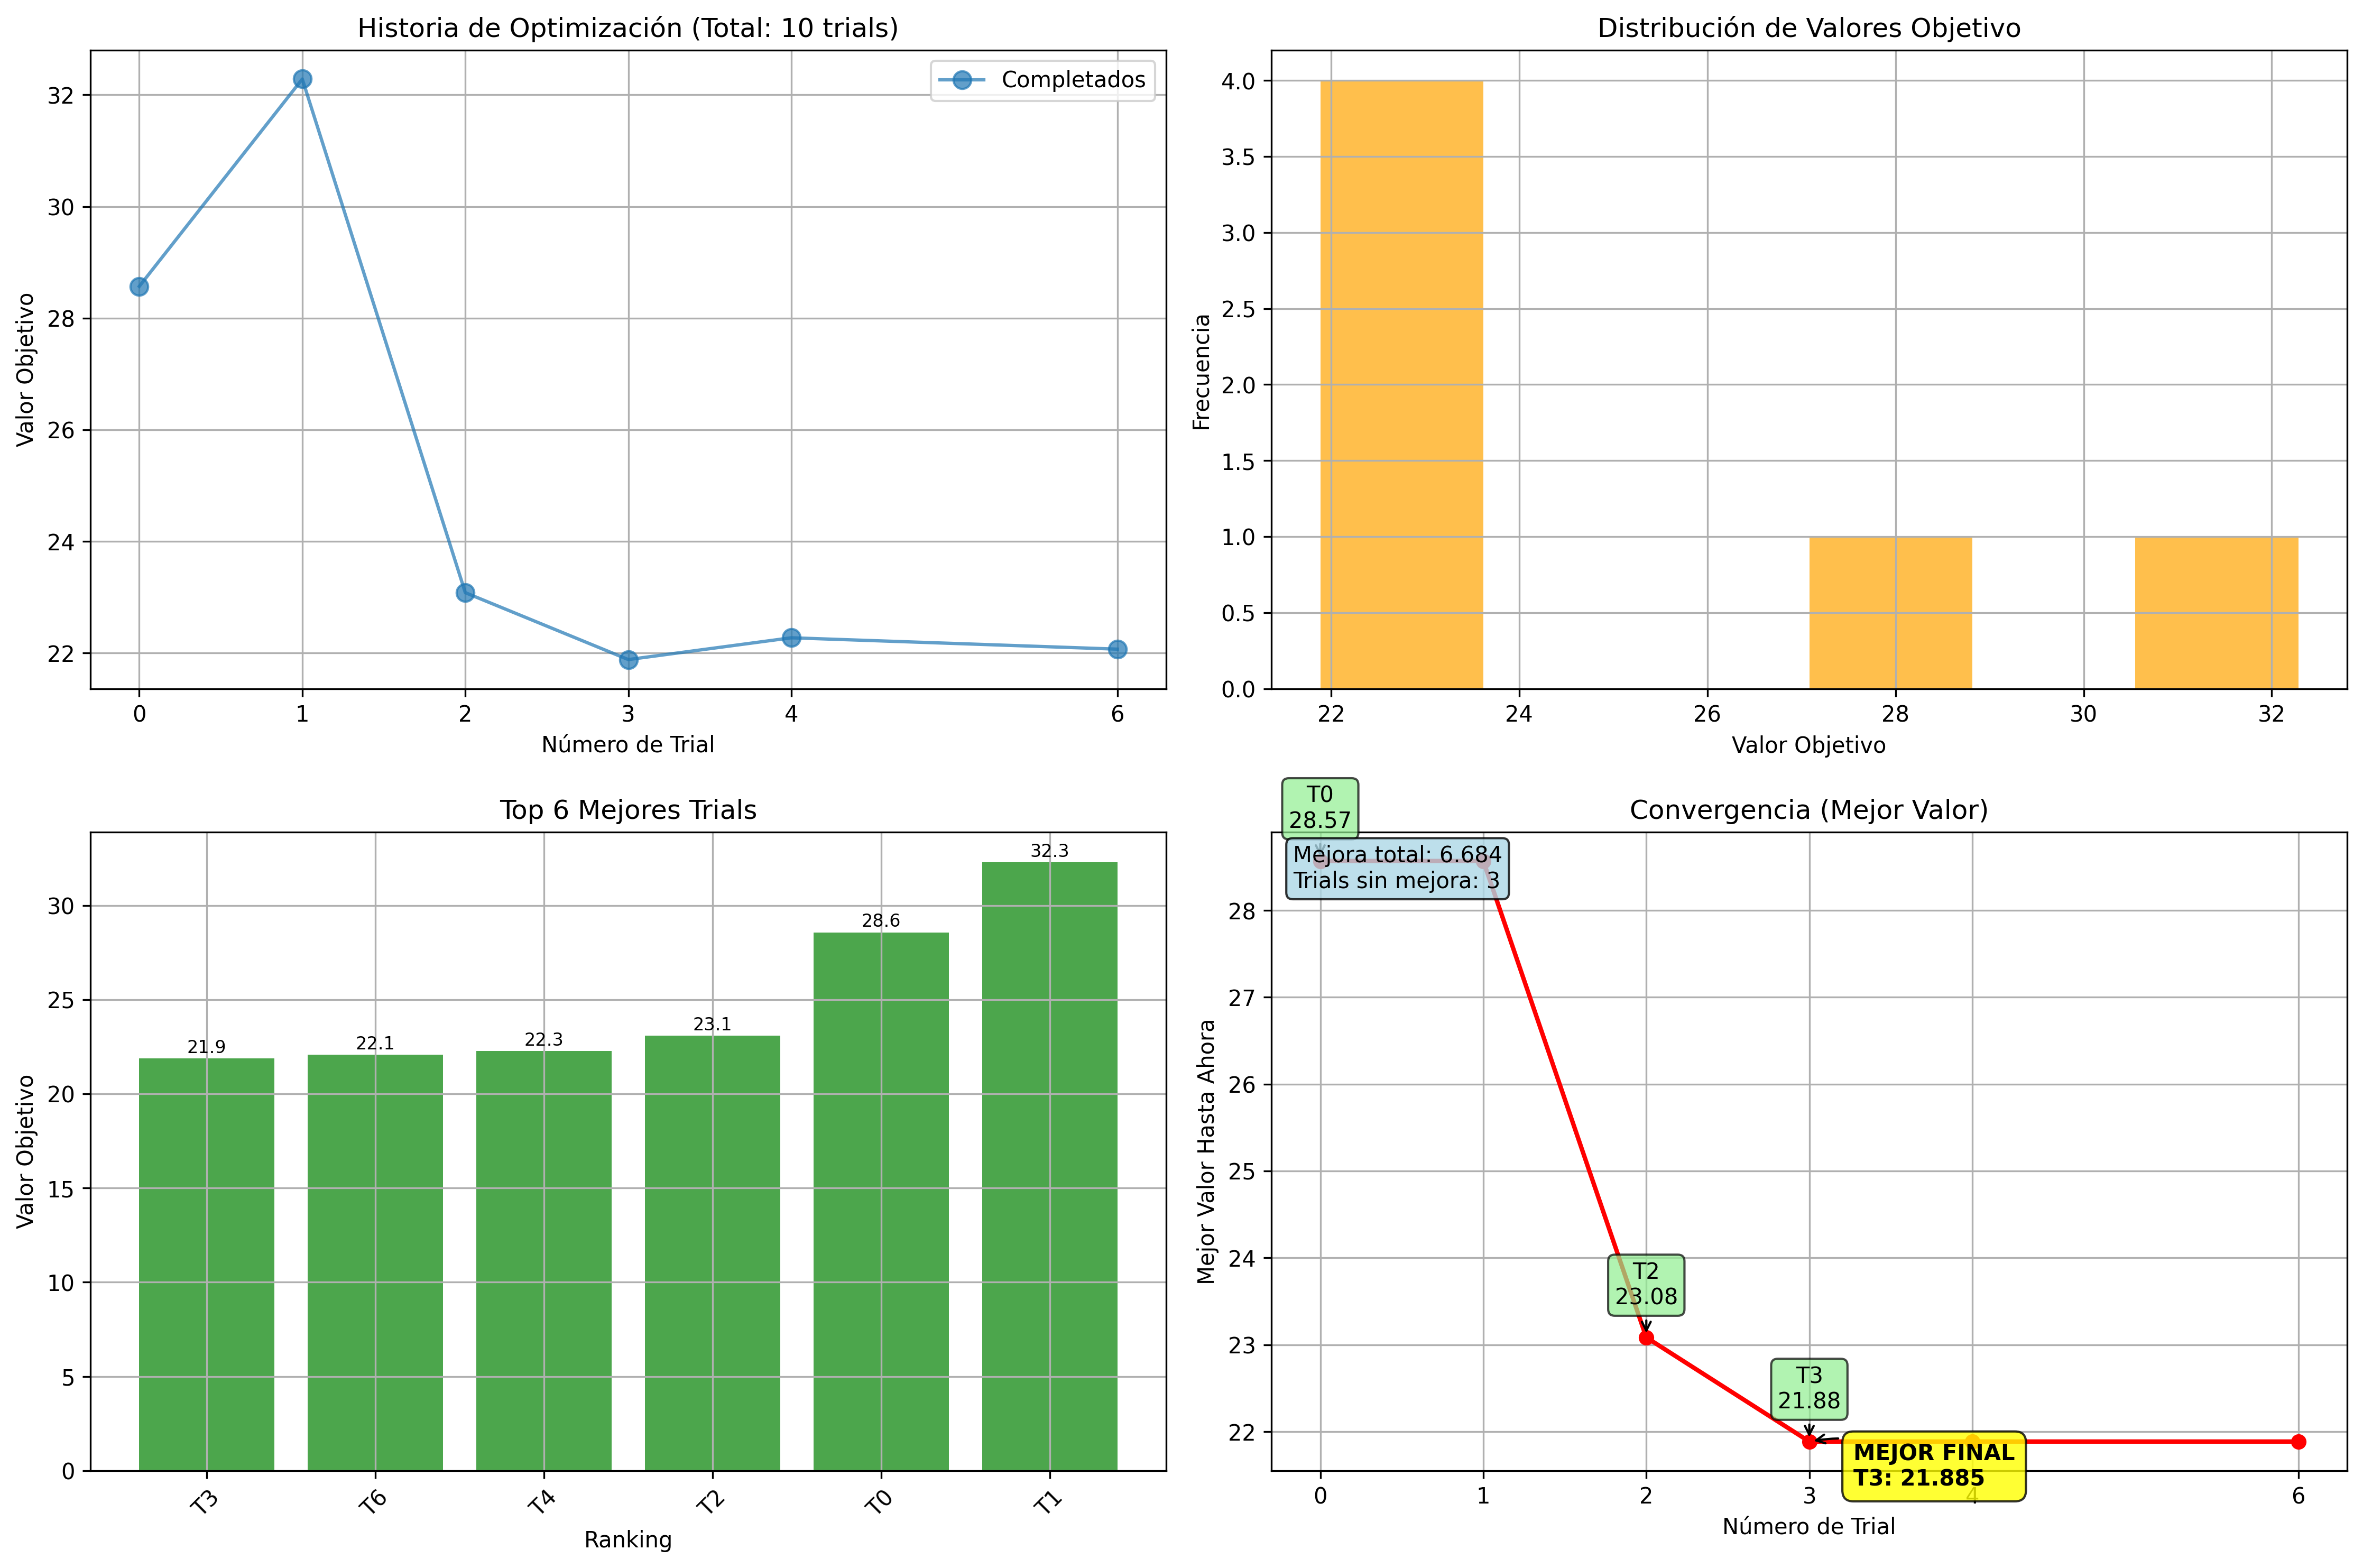 Historia de Optimización (Total: 10 trials)
Valor Objetivo
32
30
28
26
24
22
Completados
0 1 2 3 4 6
Número de Trial
Distribución de Valores Objetivo
Frecuencia
4.0
3.5
3.0
2.5
2.0
1.5
1.0
0.5
0.0
22 24 26 28 30 32
Valor Objetivo
Top 6 Mejores Trials
Valor Objetivo
30
25
20
15
10
5
0
21.9
22.1
22.3
23.1
28.6
32.3
T3 T6 T4 T2 T0 T1
Ranking
Convergencia (Mejor Valor)
T0
28.57
Mejora total: 6.684
Trials sin mejora: 3
Mejor Valor Hasta Ahora
28
27
26
25
24
23
22
T2
23.08
T3
21.88
MEJOR FINAL
T3: 21.885
0 1 2 3 4 6
Número de Trial